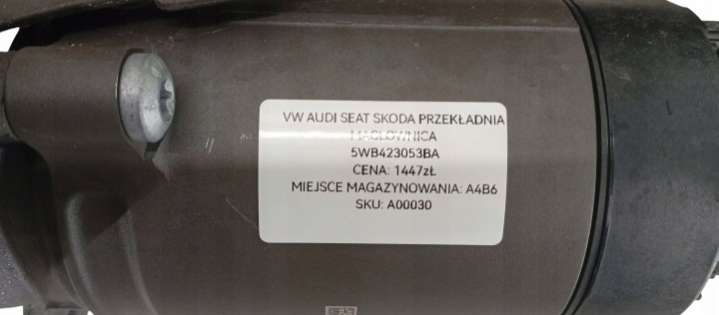 VW AUDI SEAT SKODA PRZEKŁADNIA
MAGLOWNICA
5WB423053BA
CENA: 1447zŁ
MIEJSCE MAGAZYNOWANIA: A4B6
SKU: A00030